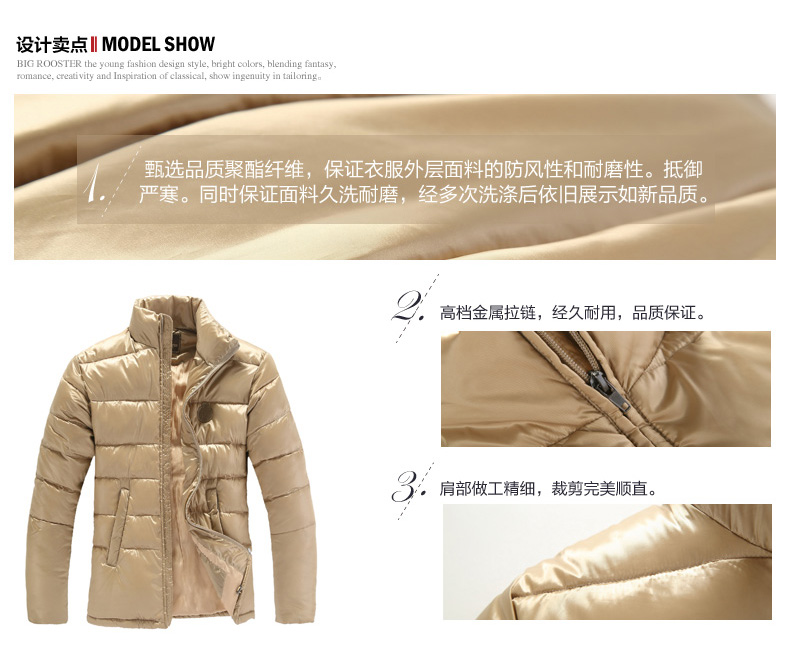 设计卖点 MODEL SHOW
BIG ROOSTER the young fashion design style, bright colors, blending fantasy,
romance, creativity and Inspiration of classical, show ingenuity in tailoring。
1. 甄选品质聚酯纤维，保证衣服外层面料的防风性和耐磨性。抵御
严寒。同时保证面料久洗耐磨，经多次洗涤后依旧展示如新品质。
2. 高档金属拉链，经久耐用，品质保证。
3. 肩部做工精细，裁剪完美顺直。